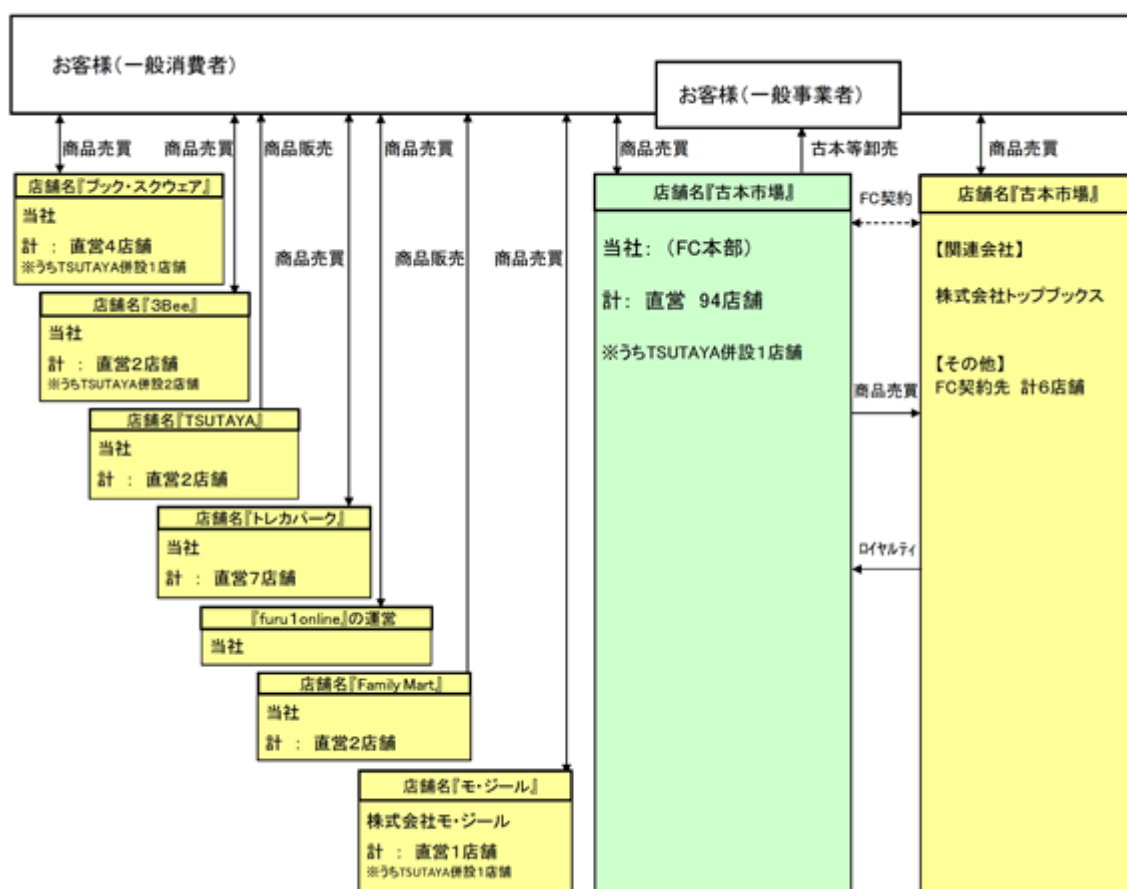 お客様(一般消費者)
お客様(一般事業者)
商品売買
商品売買
商品販売
商品売買
商品売買
古本等卸売
商品売買
商品売買
商品販売
商品売買
店舗名『ブック・スクウェア』
当社
計 : 直営4店舗
※うちTSUTAYA併設1店舗
店舗名『3Bee』
当社
計 : 直営2店舗
※うちTSUTAYA併設2店舗
店舗名『TSUTAYA』
当社
計 : 直営2店舗
店舗名『トレカパーク』
当社
計 : 直営7店舗
『furu1online』の運営
当社
店舗名『Family Mart』
当社
計 : 直営2店舗
店舗名『モ・ジール』
株式会社モ・ジール
計 : 直営1店舗
※うちTSUTAYA併設1店舗
店舗名『古本市場』
当社: (FC本部)
計: 直営 94店舗
※うちTSUTAYA併設1店舗
FC契約
商品売買
ロイヤルティ
店舗名『古本市場』
【関連会社】
株式会社トップブックス
【その他】
FC契約先 計6店舗